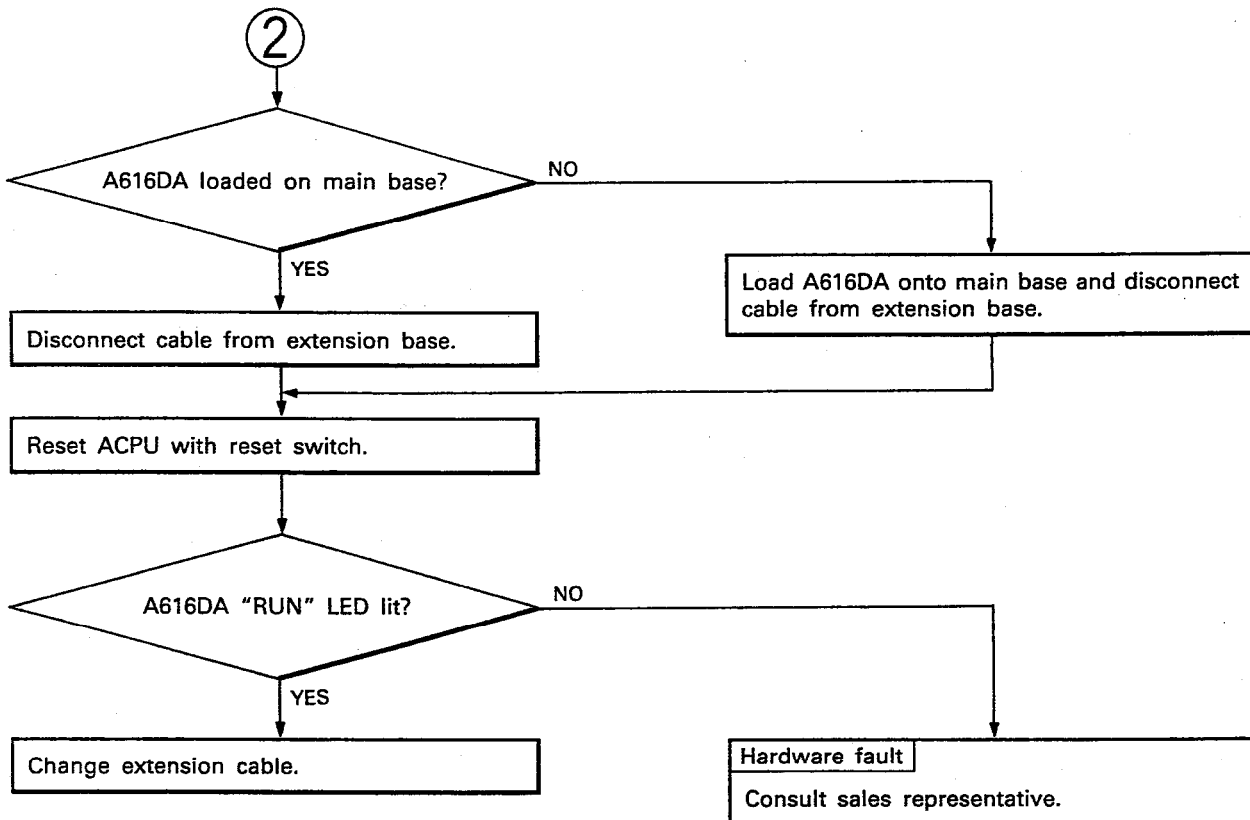 2
A616DA loaded on main base?
NO
YES
Load A616DA onto main base and disconnect
cable from extension base.
Disconnect cable from extension base.
Reset ACPU with reset switch.
A616DA “RUN” LED lit?
NO
YES
Change extension cable.
Hardware fault
Consult sales representative.